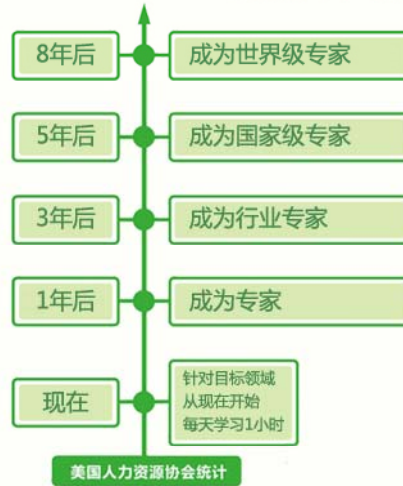 8年后
成为世界级专家
5年后
成为国家级专家
3年后
成为行业专家
1年后
成为专家
现在
针对目标领域
从现在开始
每天学习1小时
美国人力资源协会统计